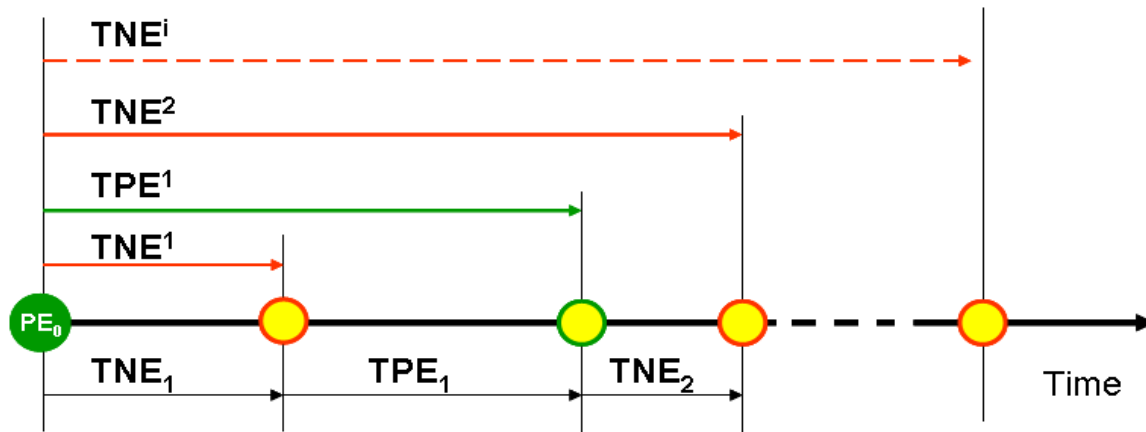 TNEⁱ
TNE²
TPE¹
TNE¹
PE₀
TNE₁ TPE₁ TNE₂
Time